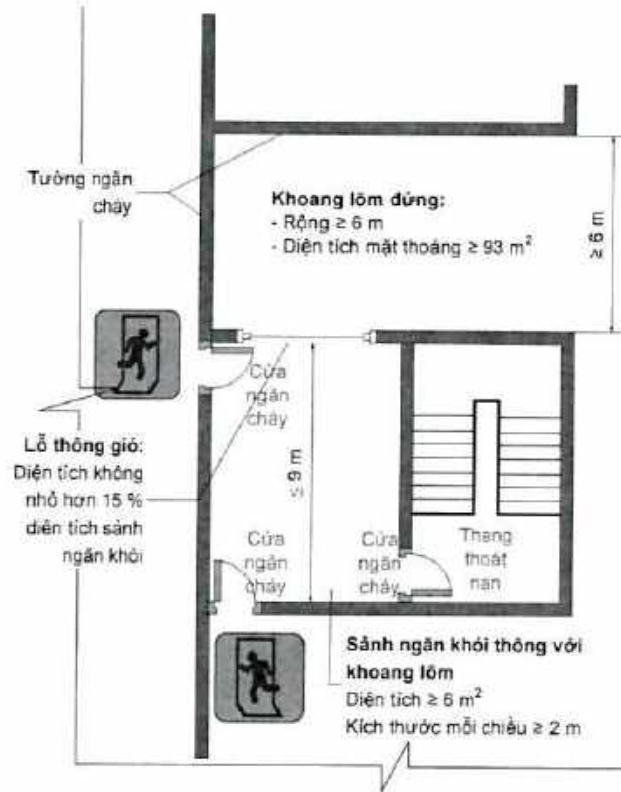 Tường ngăn
cháy
Khoang lõm đứng:
- Rộng ≥ 6 m
- Diện tích mặt thoáng ≥ 93 m²
≥ 6 m
Cửa
ngăn
cháy
Lỗ thông gió:
Diện tích không
nhỏ hơn 15 %
diện tích sảnh
ngăn khói
≤ 9 m
Cửa
ngăn
cháy
Cửa
ngăn
cháy
Thang
thoát
nạn
Sảnh ngăn khói thông với
khoang lõm
Diện tích ≥ 6 m²
Kích thước mỗi chiều ≥ 2 m